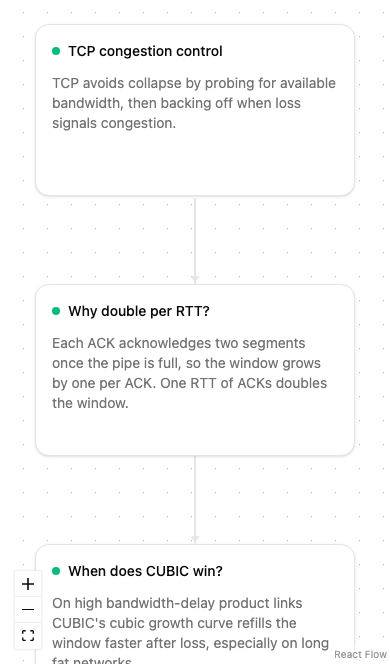 TCP congestion control
TCP avoids collapse by probing for available
bandwidth, then backing off when loss
signals congestion.
Why double per RTT?
Each ACK acknowledges two segments
once the pipe is full, so the window grows
by one per ACK. One RTT of ACKs doubles
the window.
When does CUBIC win?
On high bandwidth-delay product links
CUBIC's cubic growth curve refills the
window faster after loss, especially on long
fat networks.
React Flow